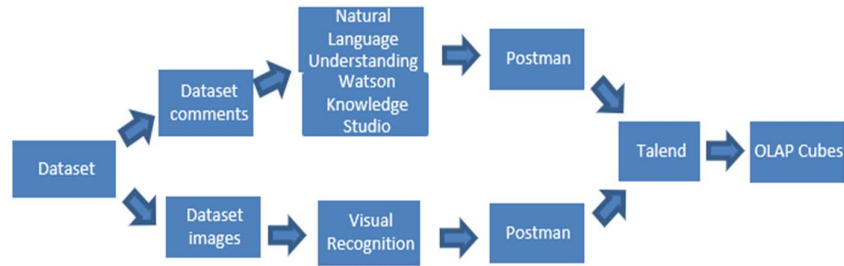 Dataset
Dataset
comments
Natural
Language
Understanding
Watson
Knowledge
Studio
Postman
Dataset
images
Visual
Recognition
Postman
Talend
OLAP Cubes